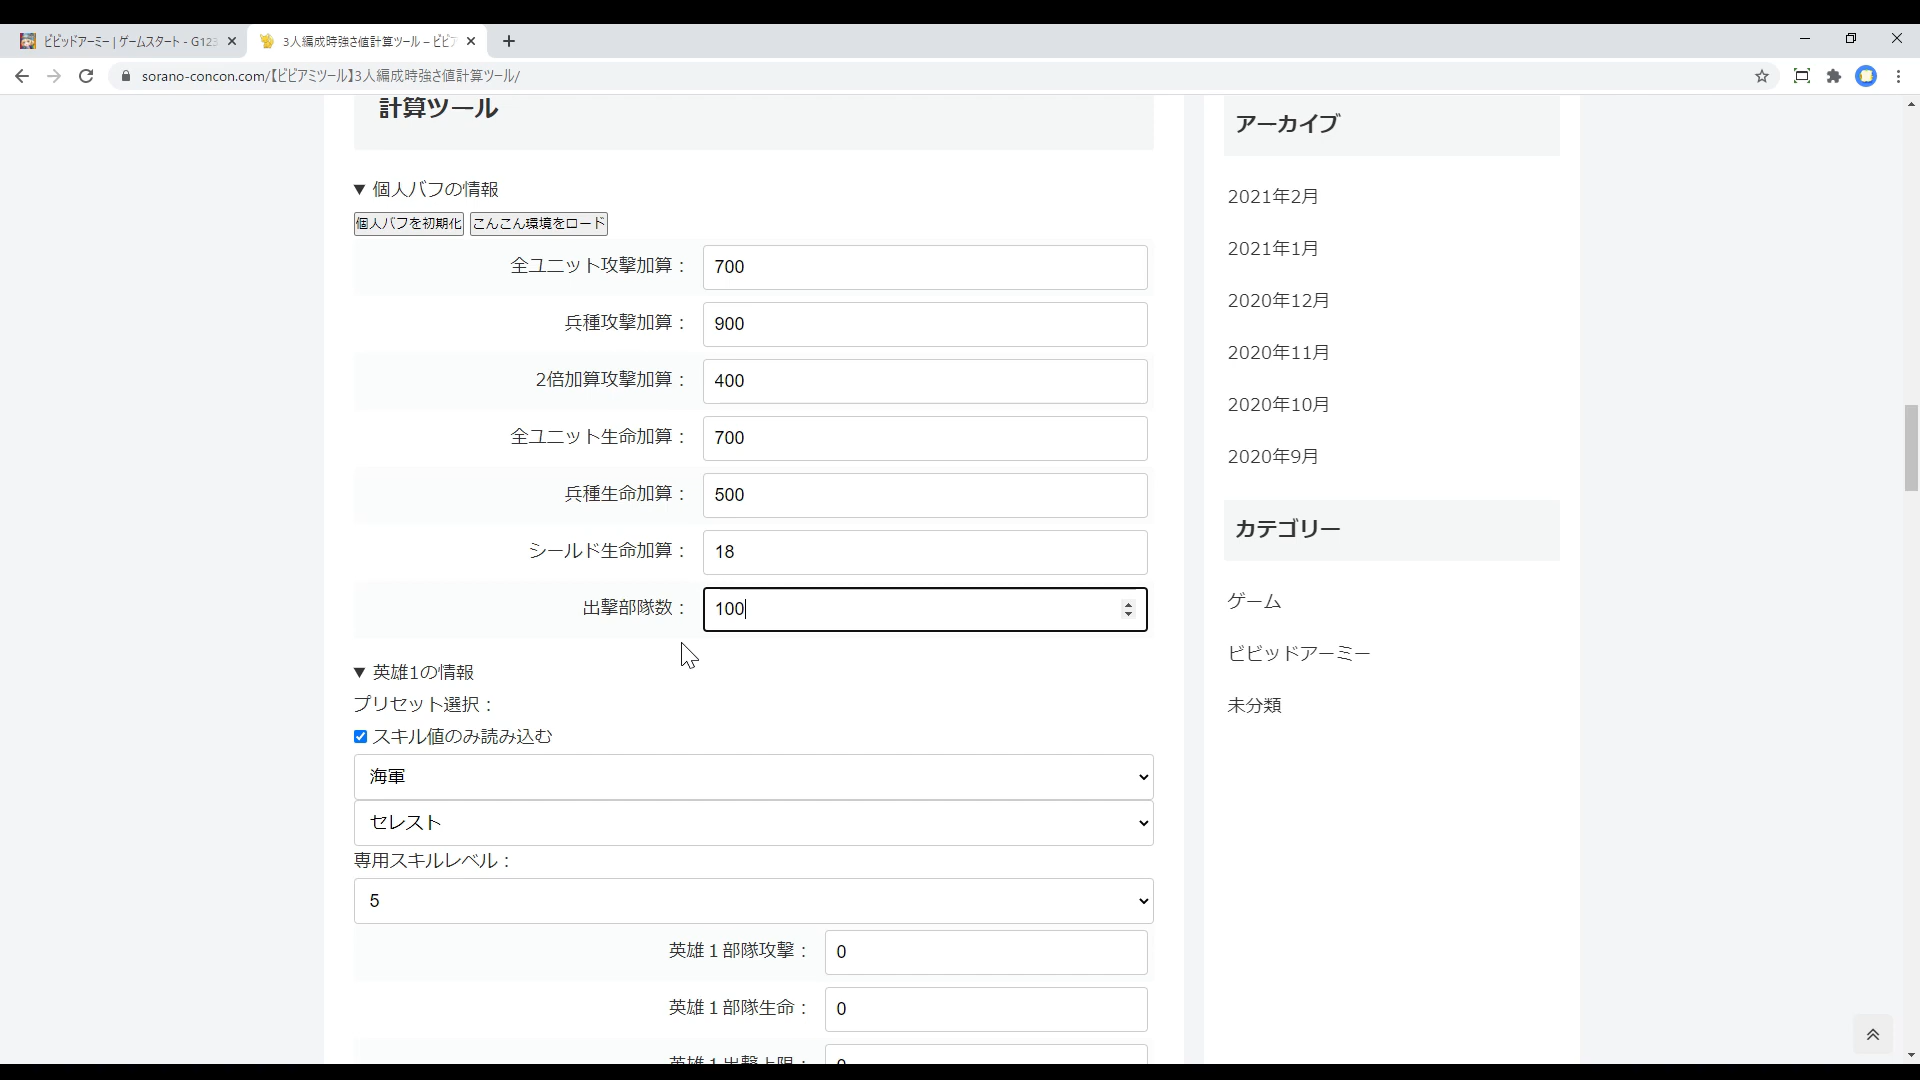 ビビッドアーミー | ゲームスタート - G123
3人編成時強さ値計算ツール – ビビア
sorano-concon.com/【ビビアミツール】3人編成時強さ値計算ツール/
計算ツール
▼ 個人バフの情報
個人バフを初期化 こんこん環境をロード
全ユニット攻撃加算： 700
兵種攻撃加算： 900
2倍加算攻撃加算： 400
全ユニット生命加算： 700
兵種生命加算： 500
シールド生命加算： 18
出撃部隊数： 100
▼ 英雄1の情報
プリセット選択：
スキル値のみ読み込む
海軍
セレスト
専用スキルレベル：
5
英雄１部隊攻撃： 0
英雄１部隊生命： 0
英雄１出撃上限： 0
アーカイブ
2021年2月
2021年1月
2020年12月
2020年11月
2020年10月
2020年9月
カテゴリー
ゲーム
ビビッドアーミー
未分類